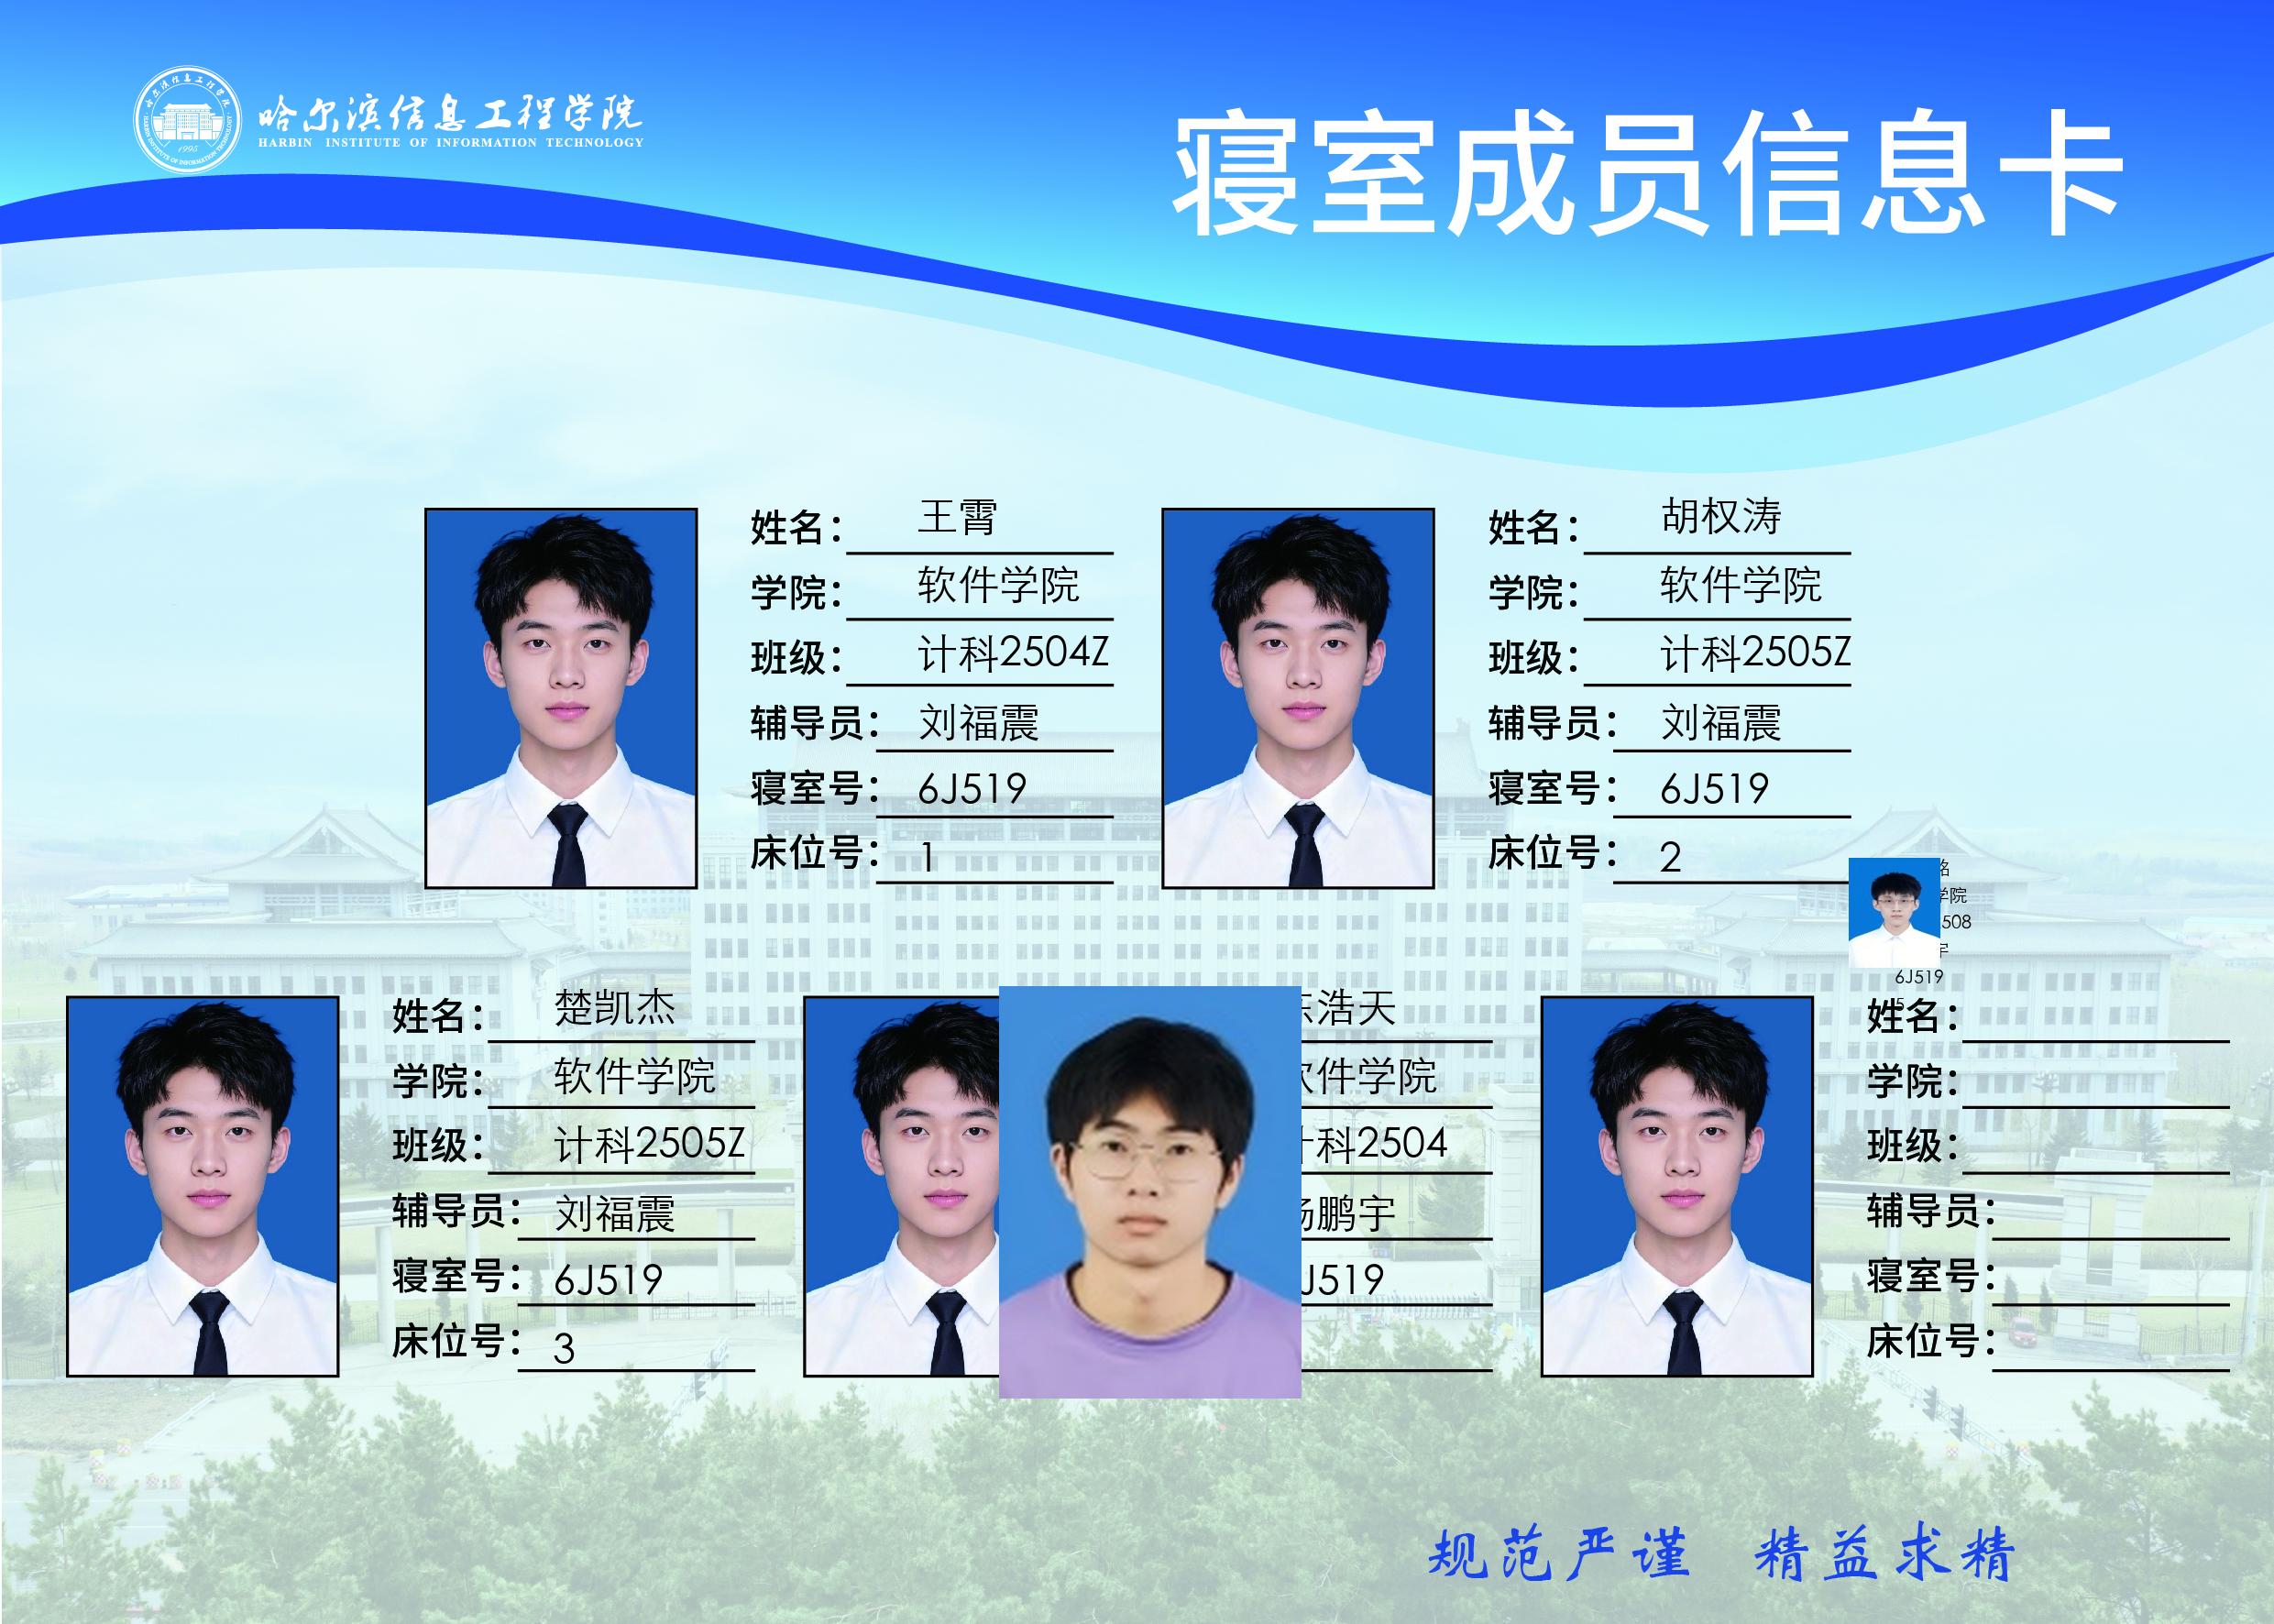 哈尔滨信息工程学院
HARBIN INSTITUTE OF INFORMATION TECHNOLOGY
1995
寝室成员信息卡
姓名： 王霄
学院： 软件学院
班级： 计科2504Z
辅导员： 刘福震
寝室号： 6J519
床位号： 1
姓名： 胡权涛
学院： 软件学院
班级： 计科2505Z
辅导员： 刘福震
寝室号： 6J519
床位号： 2
姓名： 楚凯杰
学院： 软件学院
班级： 计科2505Z
辅导员： 刘福震
寝室号： 6J519
床位号： 3
浩天
件学院
科2504
鹏宇
J519
学院
508
6J519
姓名：
学院：
班级：
辅导员：
寝室号：
床位号：
规范严谨 精益求精